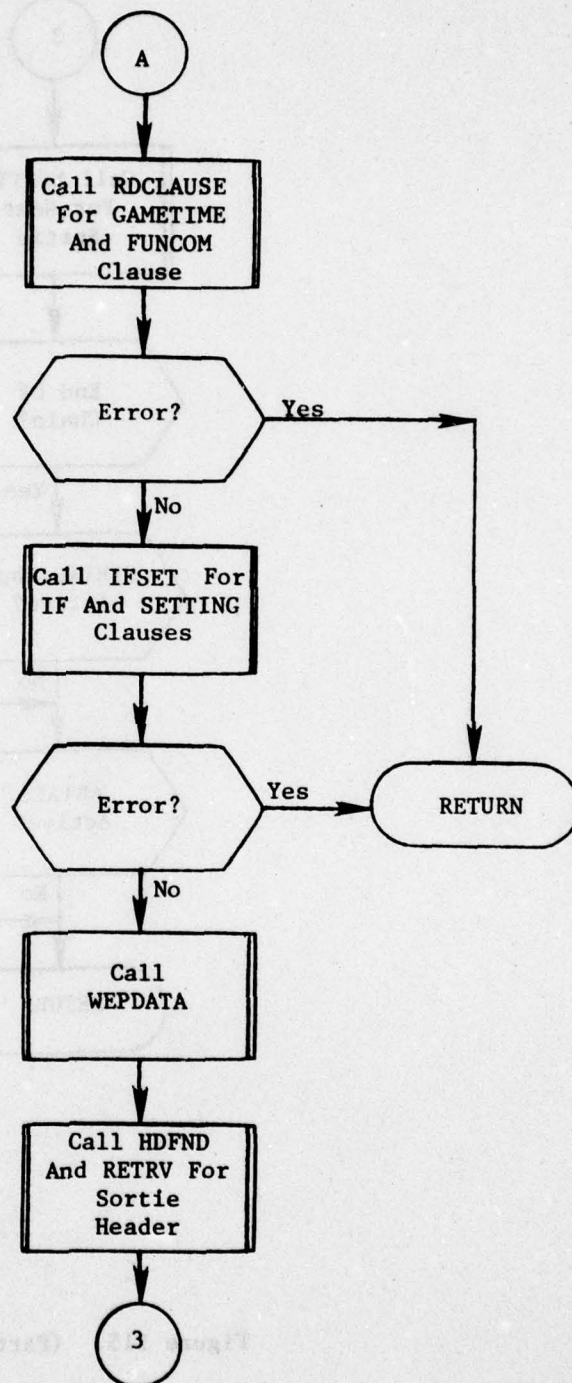 A
Call RDCLAUSE
For GAMETIME
And FUNCOM
Clause
Error?
Yes
No
Call IFSET For
IF And SETTING
Clauses
Error?
Yes
RETURN
No
Call
WEPDATA
Call HDFND
And RETRV For
Sortie
Header
3